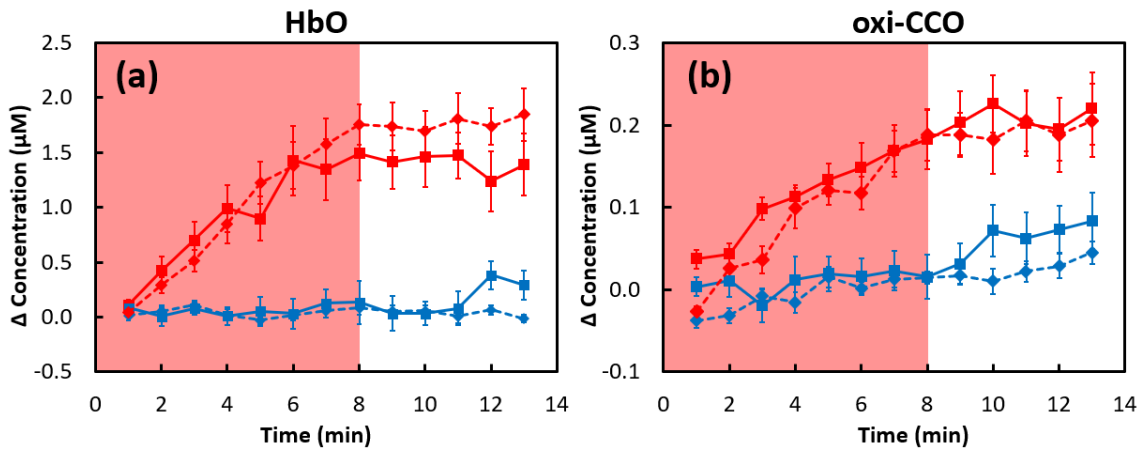 HbO
(a)
Δ Concentration (μM)
2.5
2.0
1.5
1.0
0.5
0.0
-0.5
0 2 4 6 8 10 12 14
Time (min)
oxi-CCO
(b)
Δ Concentration (μM)
0.3
0.2
0.1
0.0
-0.1
0 2 4 6 8 10 12 14
Time (min)